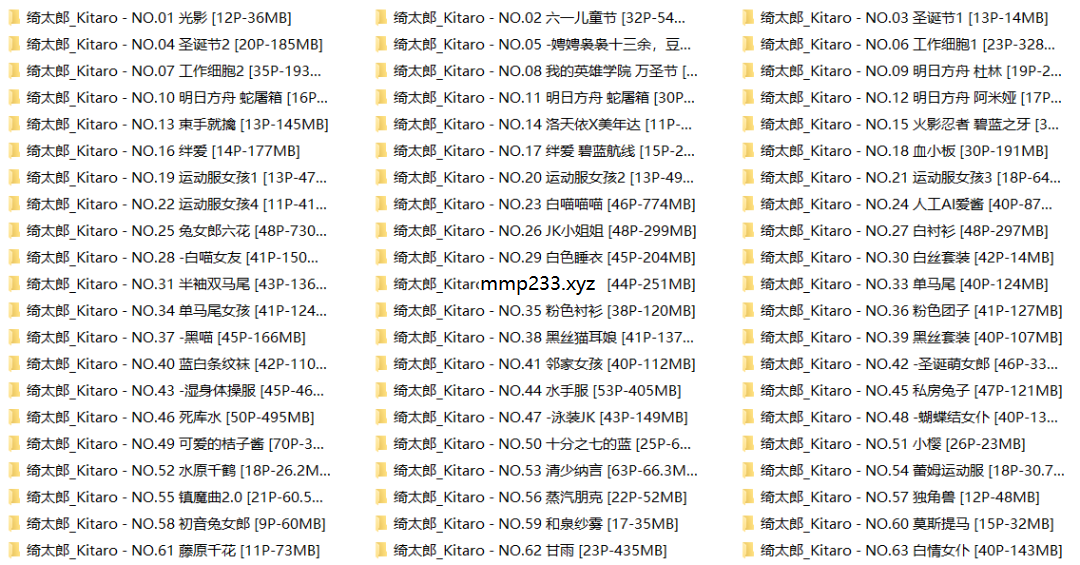 绮太郎_Kitaro - NO.01 光影 [12P-36MB]
绮太郎_Kitaro - NO.02 六一儿童节 [32P-54...
绮太郎_Kitaro - NO.03 圣诞节1 [13P-14MB]
绮太郎_Kitaro - NO.04 圣诞节2 [20P-185MB]
绮太郎_Kitaro - NO.05 -娉娉袅袅十三余，豆...
绮太郎_Kitaro - NO.06 工作细胞1 [23P-328...
绮太郎_Kitaro - NO.07 工作细胞2 [35P-193...
绮太郎_Kitaro - NO.08 我的英雄学院 万圣节 [...
绮太郎_Kitaro - NO.09 明日方舟 杜林 [19P-2...
绮太郎_Kitaro - NO.10 明日方舟 蛇屠箱 [16P...
绮太郎_Kitaro - NO.11 明日方舟 蛇屠箱 [30P...
绮太郎_Kitaro - NO.12 明日方舟 阿米娅 [17P...
绮太郎_Kitaro - NO.13 束手就擒 [13P-145MB]
绮太郎_Kitaro - NO.14 洛天依X美年达 [11P-...
绮太郎_Kitaro - NO.15 火影忍者 碧蓝之牙 [3...
绮太郎_Kitaro - NO.16 绊爱 [14P-177MB]
绮太郎_Kitaro - NO.17 绊爱 碧蓝航线 [15P-2...
绮太郎_Kitaro - NO.18 血小板 [30P-191MB]
绮太郎_Kitaro - NO.19 运动服女孩1 [13P-47...
绮太郎_Kitaro - NO.20 运动服女孩2 [13P-49...
绮太郎_Kitaro - NO.21 运动服女孩3 [18P-64...
绮太郎_Kitaro - NO.22 运动服女孩4 [11P-41...
绮太郎_Kitaro - NO.23 白喵喵喵 [46P-774MB]
绮太郎_Kitaro - NO.24 人工AI爱酱 [40P-87...
绮太郎_Kitaro - NO.25 兔女郎六花 [48P-730...
绮太郎_Kitaro - NO.26 JK小姐姐 [48P-299MB]
绮太郎_Kitaro - NO.27 白衬衫 [48P-297MB]
绮太郎_Kitaro - NO.28 -白喵女友 [41P-150...
绮太郎_Kitaro - NO.29 白色睡衣 [45P-204MB]
绮太郎_Kitaro - NO.30 白丝套装 [42P-14MB]
绮太郎_Kitaro - NO.31 半袖双马尾 [43P-136...
绮太郎_Kitaro mmp233.xyz [44P-251MB]
绮太郎_Kitaro - NO.33 单马尾 [40P-124MB]
绮太郎_Kitaro - NO.34 单马尾女孩 [41P-124...
绮太郎_Kitaro - NO.35 粉色衬衫 [38P-120MB]
绮太郎_Kitaro - NO.36 粉色团子 [41P-127MB]
绮太郎_Kitaro - NO.37 -黑喵 [45P-166MB]
绮太郎_Kitaro - NO.38 黑丝猫耳娘 [41P-137...
绮太郎_Kitaro - NO.39 黑丝套装 [40P-107MB]
绮太郎_Kitaro - NO.40 蓝白条纹袜 [42P-110...
绮太郎_Kitaro - NO.41 邻家女孩 [40P-112MB]
绮太郎_Kitaro - NO.42 -圣诞萌女郎 [46P-33...
绮太郎_Kitaro - NO.43 -湿身体操服 [45P-46...
绮太郎_Kitaro - NO.44 水手服 [53P-405MB]
绮太郎_Kitaro - NO.45 私房兔子 [47P-121MB]
绮太郎_Kitaro - NO.46 死库水 [50P-495MB]
绮太郎_Kitaro - NO.47 -泳装JK [43P-149MB]
绮太郎_Kitaro - NO.48 -蝴蝶结女仆 [40P-13...
绮太郎_Kitaro - NO.49 可爱的桔子酱 [70P-3...
绮太郎_Kitaro - NO.50 十分之七的蓝 [25P-6...
绮太郎_Kitaro - NO.51 小樱 [26P-23MB]
绮太郎_Kitaro - NO.52 水原千鹤 [18P-26.2M...
绮太郎_Kitaro - NO.53 清少纳言 [63P-66.3M...
绮太郎_Kitaro - NO.54 蕾姆运动服 [18P-30.7...
绮太郎_Kitaro - NO.55 镇魔曲2.0 [21P-60.5...
绮太郎_Kitaro - NO.56 蒸汽朋克 [22P-52MB]
绮太郎_Kitaro - NO.57 独角兽 [12P-48MB]
绮太郎_Kitaro - NO.58 初音兔女郎 [9P-60MB]
绮太郎_Kitaro - NO.59 和泉纱雾 [17-35MB]
绮太郎_Kitaro - NO.60 莫斯提马 [15P-32MB]
绮太郎_Kitaro - NO.61 藤原千花 [11P-73MB]
绮太郎_Kitaro - NO.62 甘雨 [23P-435MB]
绮太郎_Kitaro - NO.63 白情女仆 [40P-143MB]